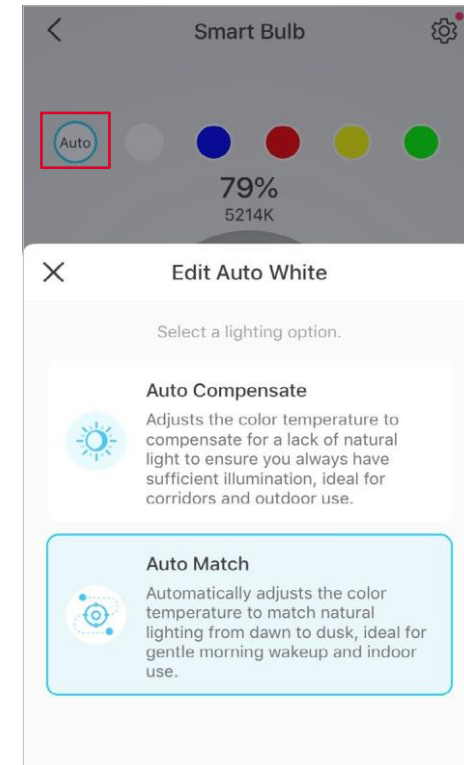 Smart Bulb
Auto
79%
5214K
Edit Auto White
Select a lighting option.
Auto Compensate
Adjusts the color temperature to
compensate for a lack of natural
light to ensure you always have
sufficient illumination, ideal for
corridors and outdoor use.
Auto Match
Automatically adjusts the color
temperature to match natural
lighting from dawn to dusk, ideal for
gentle morning wakeup and indoor
use.